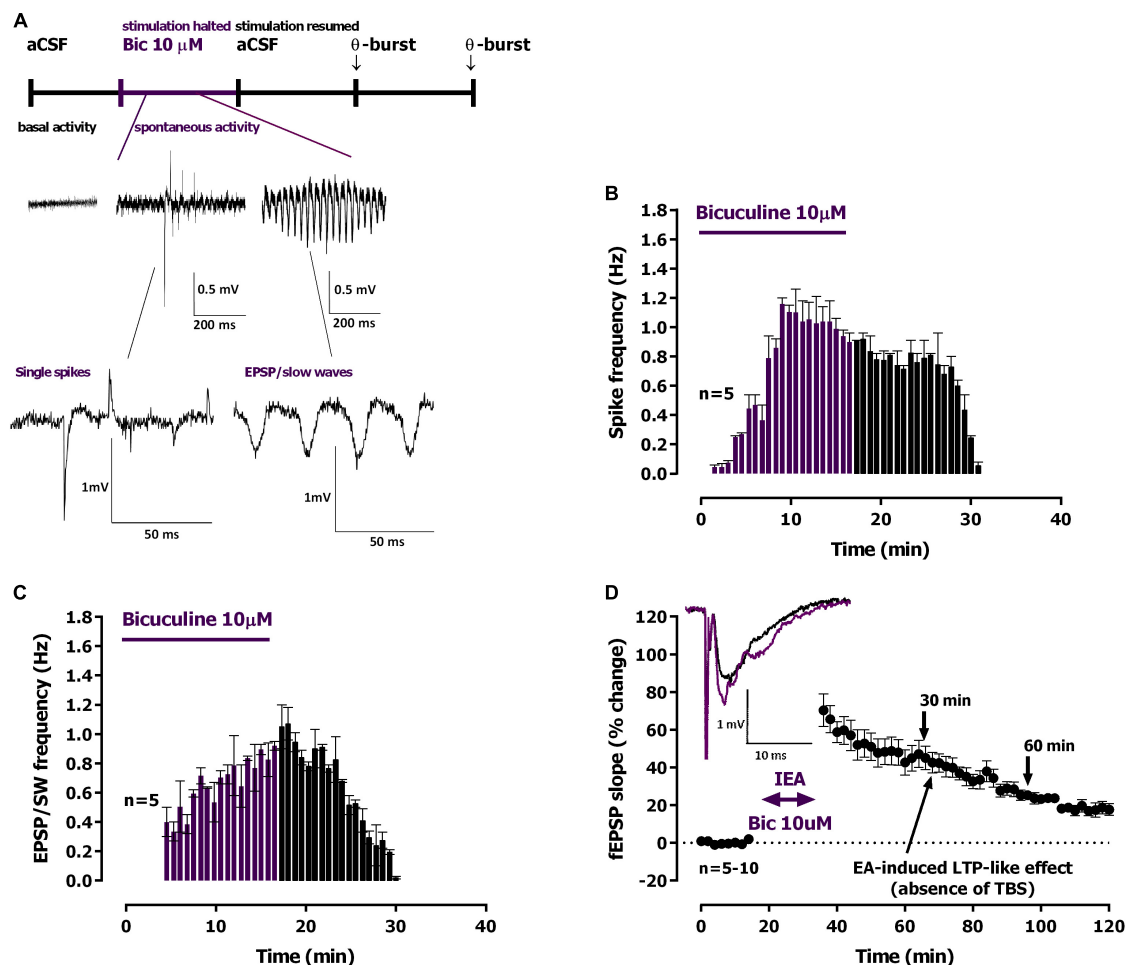 A
stimulation halted stimulation resumed
aCSF Bic 10 μM aCSF θ-burst θ-burst
basal activity spontaneous activity
0.5 mV 0.5 mV
200 ms 200 ms
Single spikes EPSP/slow waves
1mV 1mV
50 ms 50 ms
B
Bicuculine 10μM
Spike frequency (Hz)
1.8
1.6
1.4
1.2
1.0
0.8
0.6
0.4
0.2
0.0
n=5
0 10 20 30 40
Time (min)
C
Bicuculine 10μM
EPSP/SW frequency (Hz)
1.8
1.6
1.4
1.2
1.0
0.8
0.6
0.4
0.2
0.0
n=5
0 10 20 30 40
Time (min)
D
fEPSP slope (% change)
120
100
80
60
40
20
0
-20
1 mV
10 ms
30 min
60 min
IEA
Bic 10uM
n=5-10
EA-induced LTP-like effect
(absence of TBS)
0 20 40 60 80 100 120
Time (min)